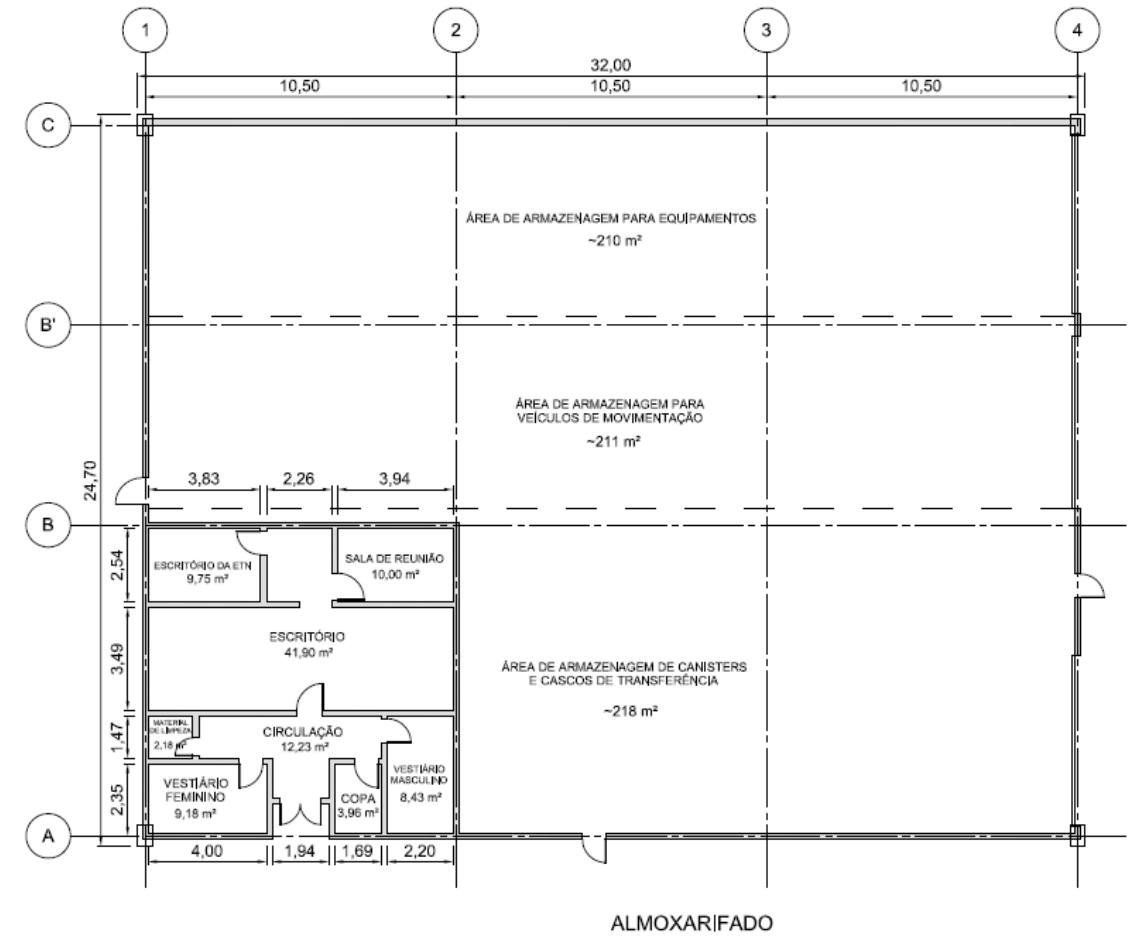 1
2
3
4
32,00
10,50
10,50
10,50
C
ÁREA DE ARMAZENAGEM PARA EQUIPAMENTOS
~210 m²
B'
ÁREA DE ARMAZENAGEM PARA
VEÍCULOS DE MOVIMENTAÇÃO
~211 m²
24,70
3,83
2,26
3,94
B
2,54
ESCRITÓRIO DA ETN
9,75 m²
SALA DE REUNIÃO
10,00 m²
3,49
ESCRITÓRIO
41,90 m²
ÁREA DE ARMAZENAGEM DE CANISTERS
E CASCOS DE TRANSFERÊNCIA
~218 m²
1,47
MATERIAL
DE LIMPEZA
2,18 m²
CIRCULAÇÃO
12,23 m²
2,35
VESTIÁRIO
FEMININO
9,18 m²
COPA
3,96 m²
VESTIÁRIO
MASCULINO
8,43 m²
A
4,00
1,94
1,69
2,20
ALMOXARIFADO